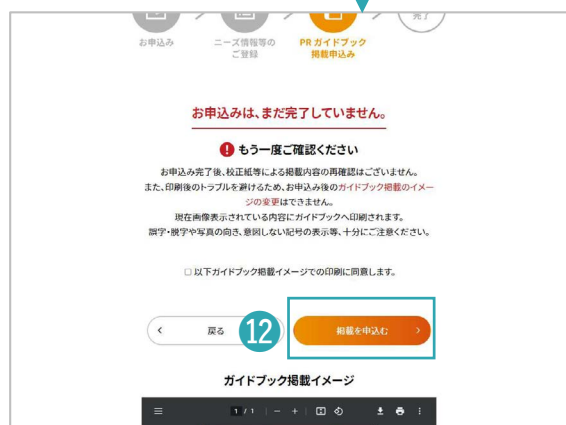 完了
お申込み
ニーズ情報等の
ご登録
PR ガイドブック
掲載申込み
お申込みは、まだ完了していません。
! もう一度ご確認ください
お申込み完了後、校正紙等による掲載内容の再確認はございません。
また、印刷後のトラブルを避けるため、お申込み後のガイドブック掲載のイメー
ジの変更はできません。
現在画像表示されている内容にガイドブックへ印刷されます。
誤字・脱字や写真の向き、意図しない記号の表示等、十分にご注意ください。
以下ガイドブック掲載イメージでの印刷に同意します。
戻る
12
掲載を申込む
ガイドブック掲載イメージ
1 / 1